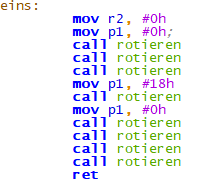 eins:
mov r2, #0h
mov p1, #0h;
call rotieren
call rotieren
call rotieren
mov p1, #18h
call rotieren
mov p1, #0h
call rotieren
call rotieren
call rotieren
call rotieren
ret